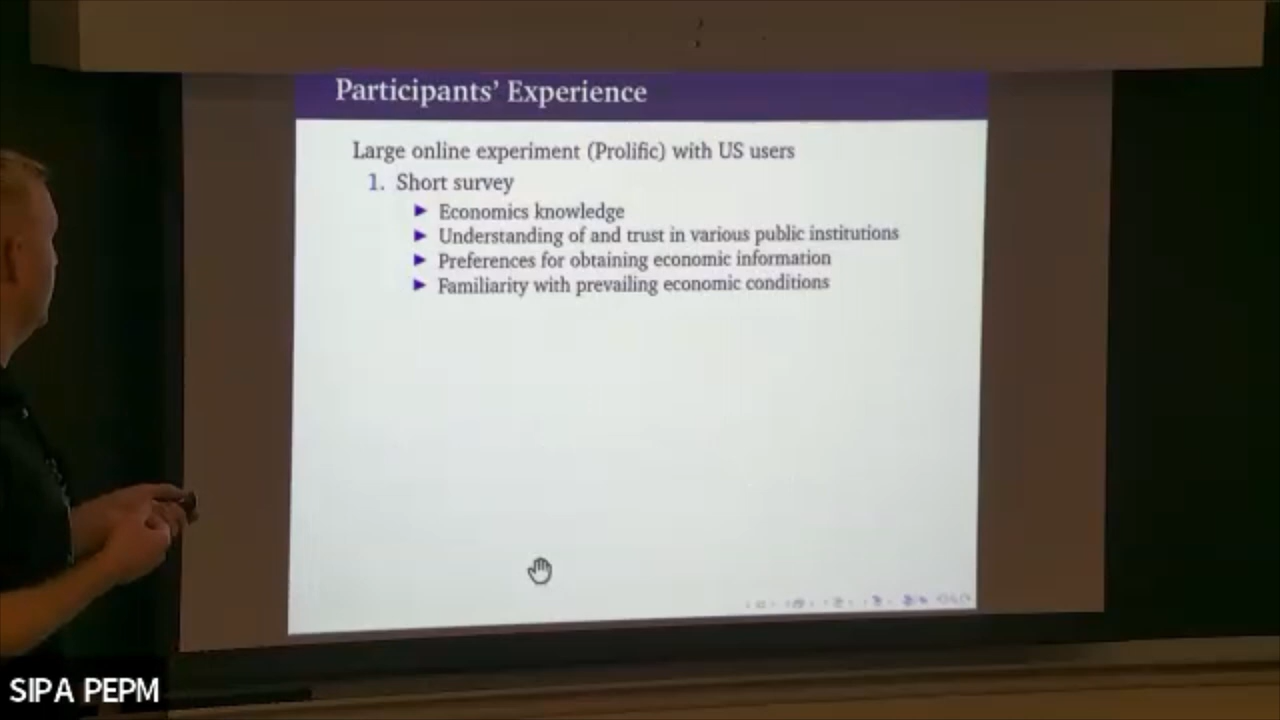 Participants’ Experience
Large online experiment (Prolific) with US users
1. Short survey
▶ Economics knowledge
▶ Understanding of and trust in various public institutions
▶ Preferences for obtaining economic information
▶ Familiarity with prevailing economic conditions
SIPA PEPM